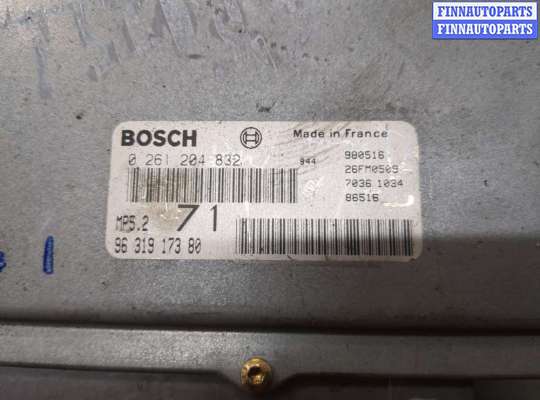 FINNAUTOPARTS
FINNAUTOPARTS
BOSCH
Made in France
0 261 204 832
944
980516
26FM0509
7036 1034
86516
MP5.2
71
96 319 173 80